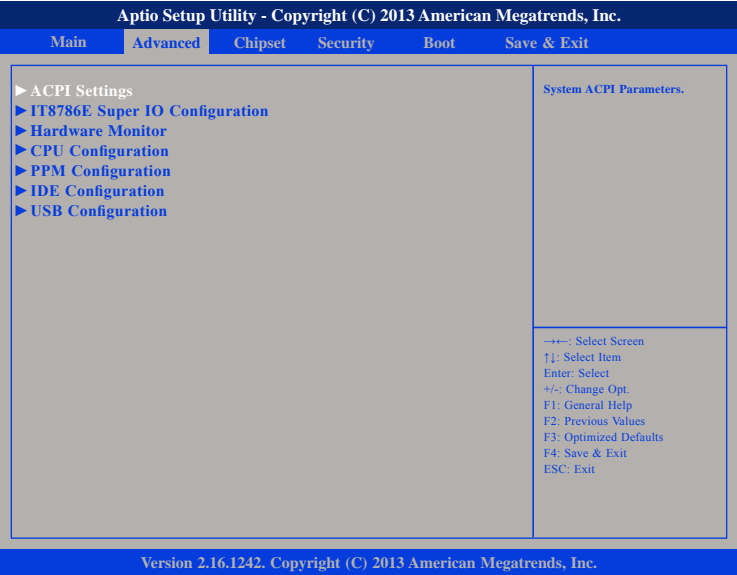 Aptio Setup Utility - Copyright (C) 2013 American Megatrends, Inc.
Main Advanced Chipset Security Boot Save & Exit
►ACPI Settings
►IT8786E Super IO Configuration
►Hardware Monitor
►CPU Configuration
►PPM Configuration
►IDE Configuration
►USB Configuration
System ACPI Parameters.
→←: Select Screen
↑↓: Select Item
Enter: Select
+/-: Change Opt.
F1: General Help
F2: Previous Values
F3: Optimized Defaults
F4: Save & Exit
ESC: Exit
Version 2.16.1242. Copyright (C) 2013 American Megatrends, Inc.